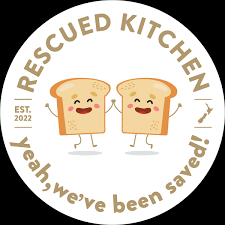 RESCUED KITCHEN
EST.
2022
yeah, we've been saved!